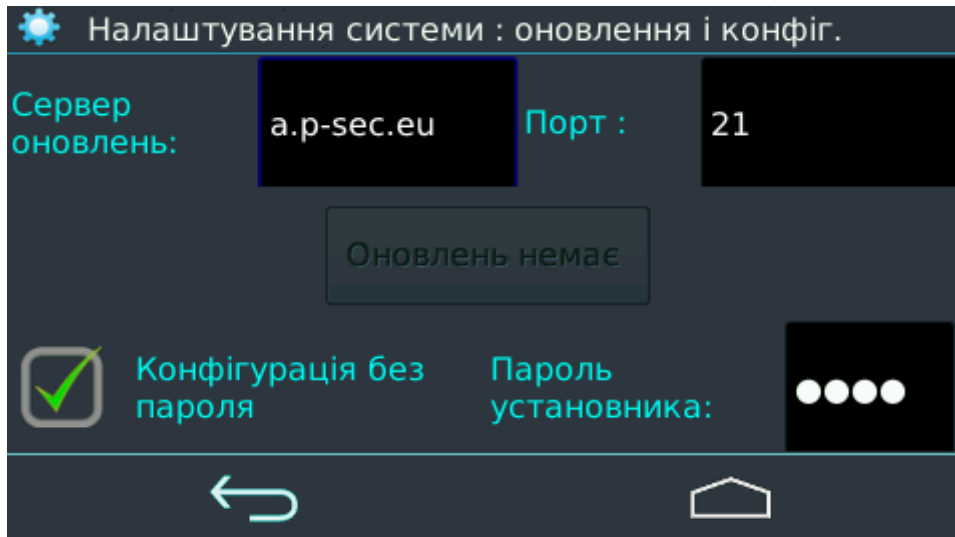 Налаштування системи : оновлення і конфіг.
Сервер
оновлень:
a.p-sec.eu
Порт :
21
Оновлень немає
Конфігурація без
пароля
Пароль
установника:
●●●●